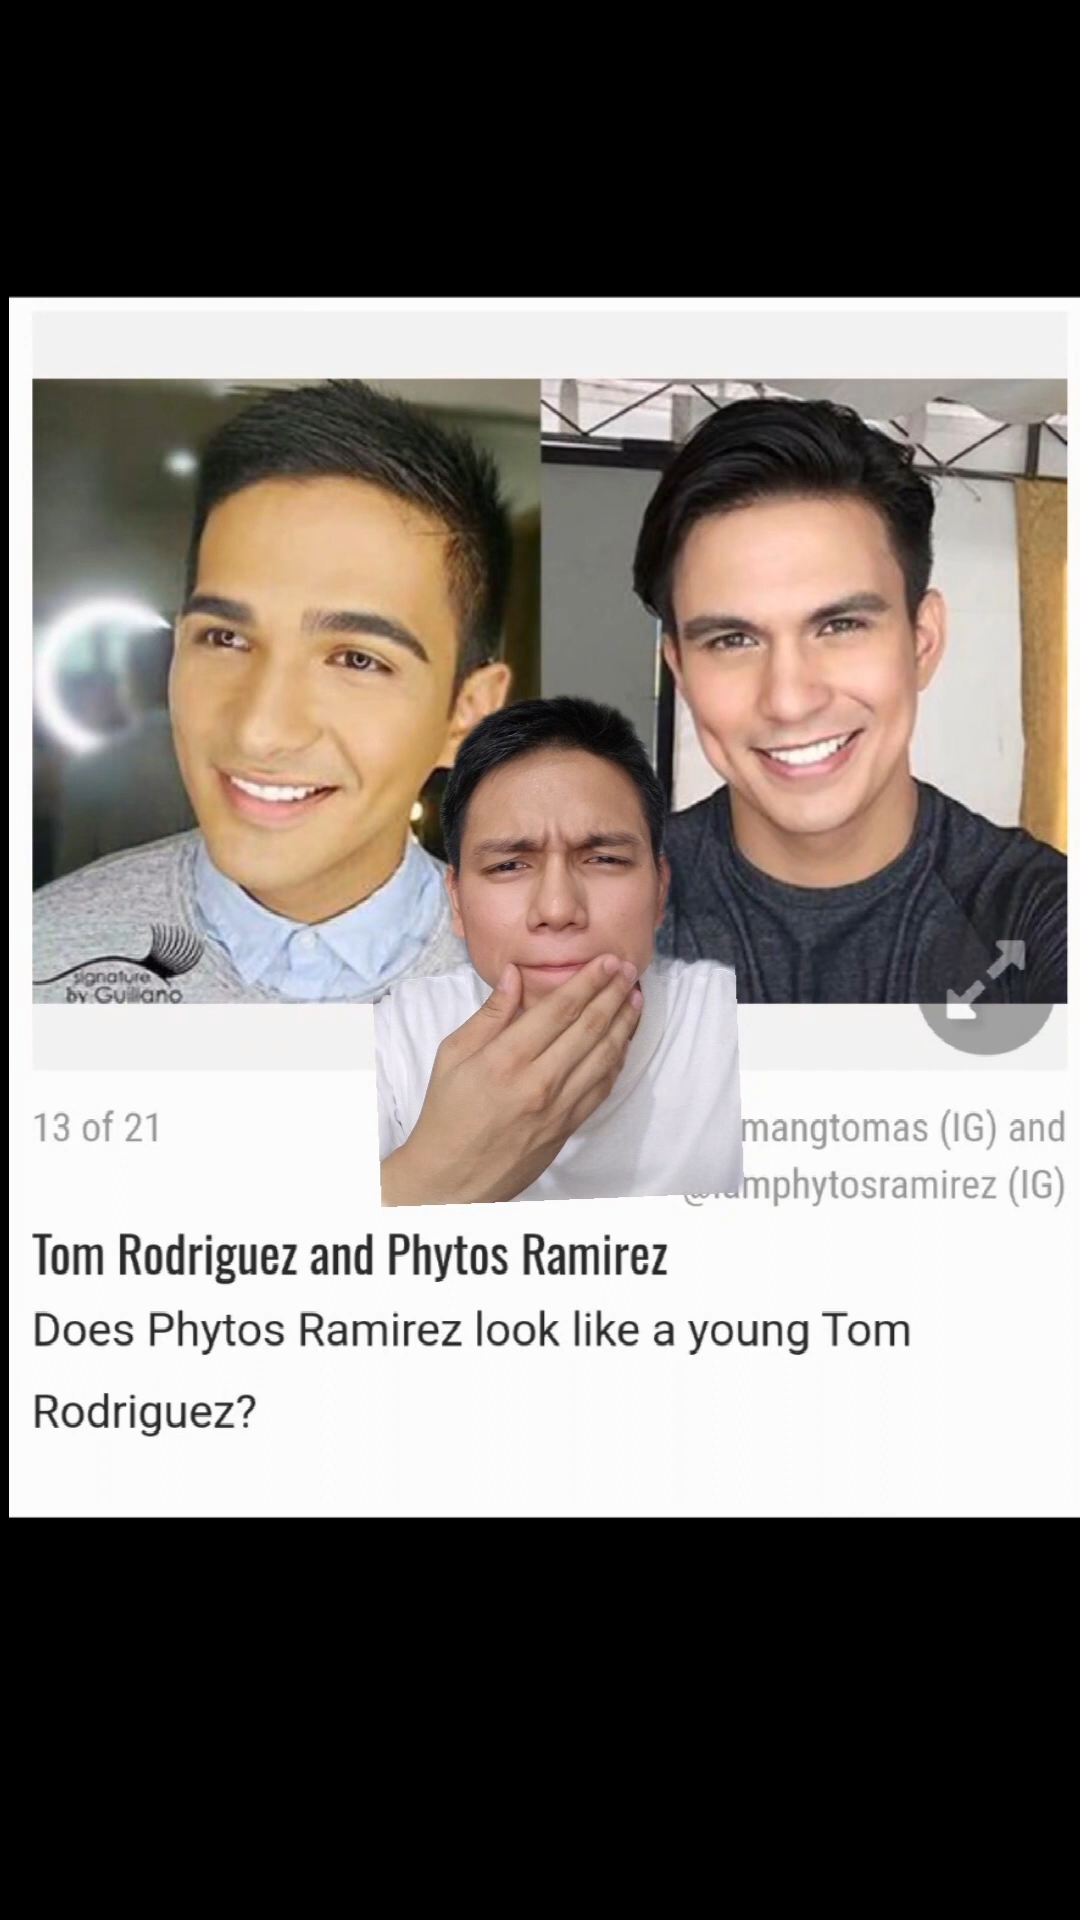 signature
by Guiliano
13 of 21
mangtomas (IG) and
mphytosramirez (IG)
Tom Rodriguez and Phytos Ramirez
Does Phytos Ramirez look like a young Tom
Rodriguez?